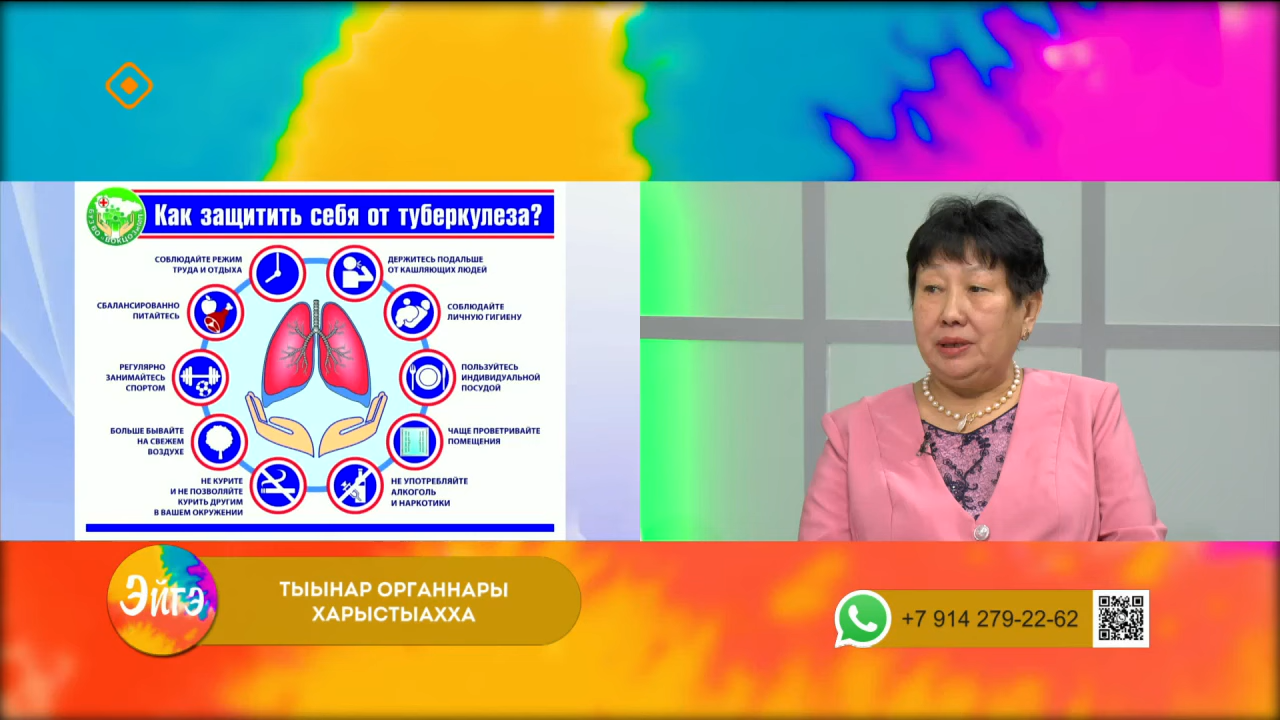 Как защитить себя от туберкулеза?
СОБЛЮДАЙТЕ РЕЖИМ
ТРУДА И ОТДЫХА
ДЕРЖИТЕСЬ ПОДАЛЬШЕ
ОТ КАШЛЯЮЩИХ ЛЮДЕЙ
СБАЛАНСИРОВАННО
ПИТАЙТЕСЬ
СОБЛЮДАЙТЕ
ЛИЧНУЮ ГИГИЕНУ
РЕГУЛЯРНО
ЗАНИМАЙТЕСЬ
СПОРТОМ
ПОЛЬЗУЙТЕСЬ
ИНДИВИДУАЛЬНОЙ
ПОСУДОЙ
БОЛЬШЕ БЫВАЙТЕ
НА СВЕЖЕМ
ВОЗДУХЕ
ЧАЩЕ ПРОВЕТРИВАЙТЕ
ПОМЕЩЕНИЯ
НЕ КУРИТЕ
И НЕ ПОЗВОЛЯЙТЕ
КУРИТЬ ДРУГИМ
В ВАШЕМ ОКРУЖЕНИИ
НЕ УПОТРЕБЛЯЙТЕ
АЛКОГОЛЬ
И НАРКОТИКИ
Эйгэ
ТЫЫНАР ОРГАННАРЫ
ХАРЫСТЫАХХА
+7 914 279-22-62